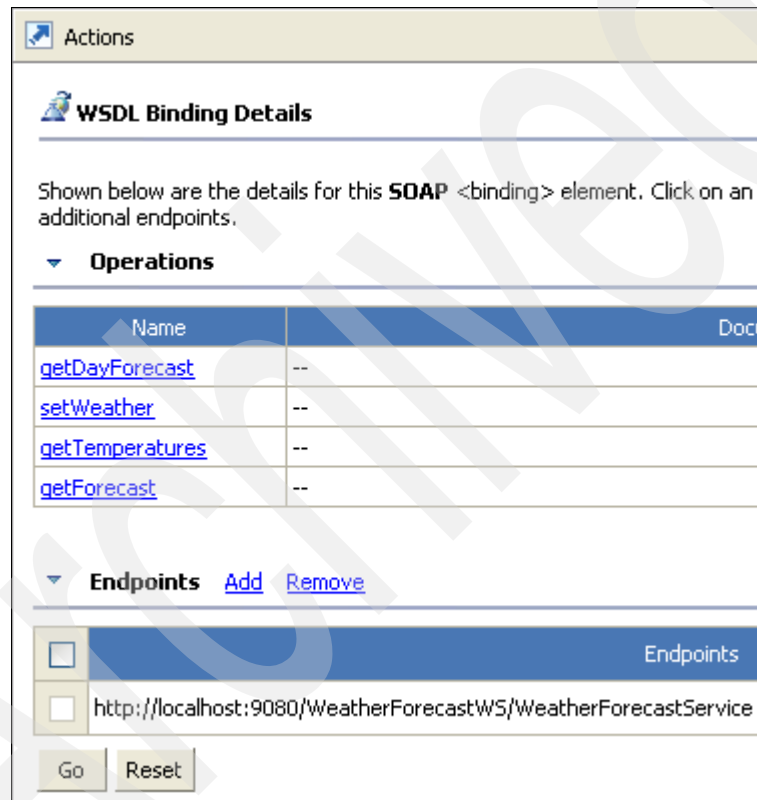 Actions
WSDL Binding Details
Shown below are the details for this SOAP <binding> element. Click on an
additional endpoints.
Operations
Name
getDayForecast --
setWeather --
getTemperatures --
getForecast --
Endpoints Add Remove
Endpoints
http://localhost:9080/WeatherForecastWS/WeatherForecastService
Go Reset